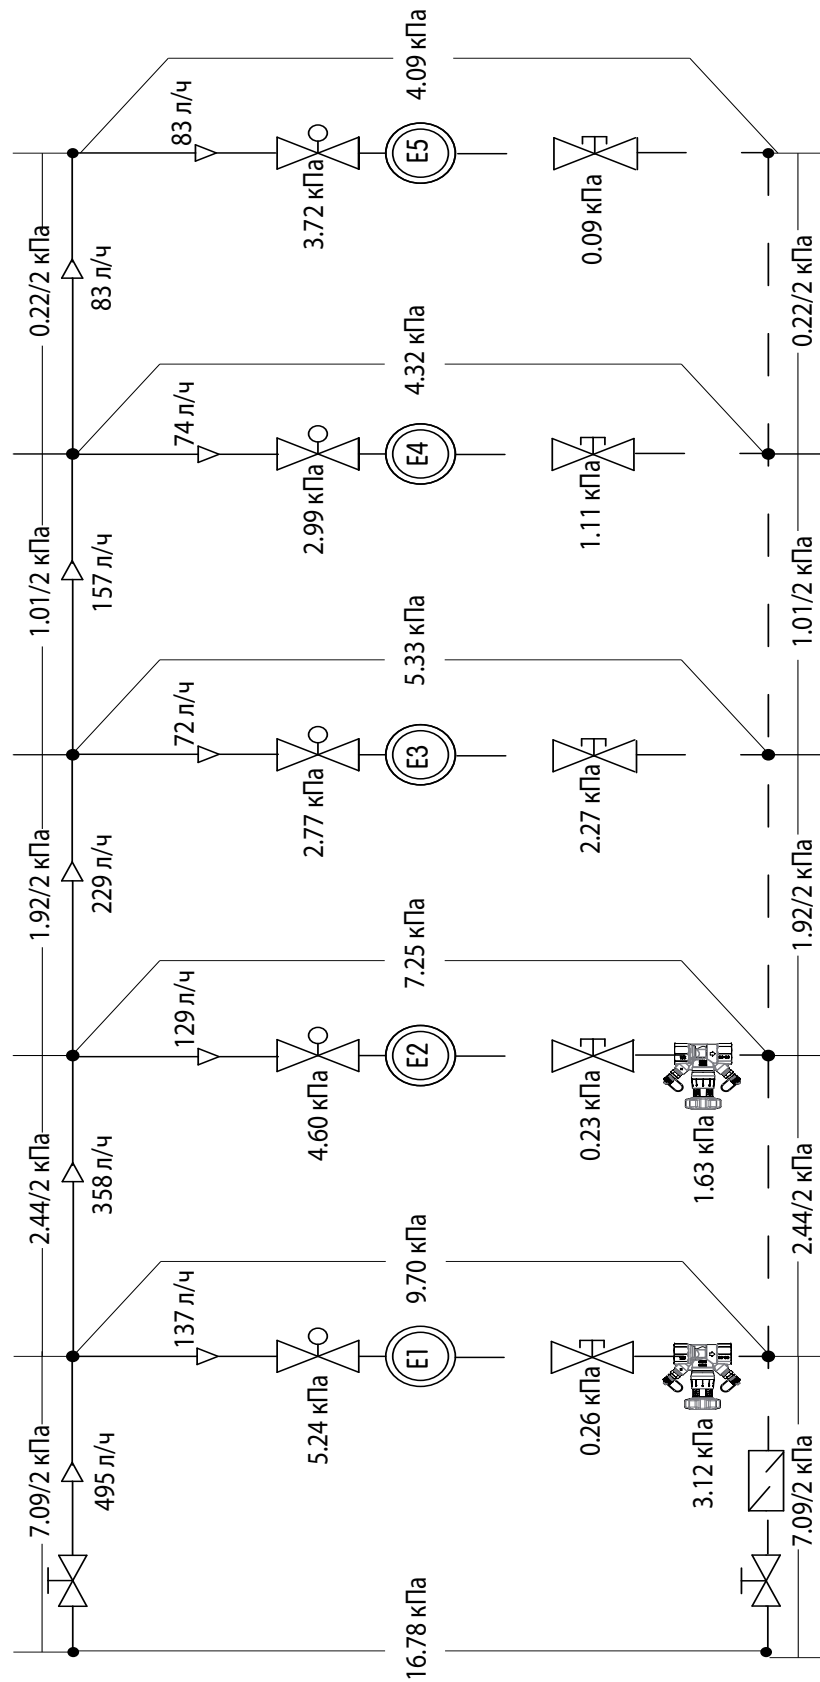 16.78 кПа
7.09/2 кПа
495 л/ч
137 л/ч
9.70 кПа
5.24 кПа
E1
0.26 кПа
3.12 кПа
7.09/2 кПа
2.44/2 кПа
358 л/ч
129 л/ч
7.25 кПа
4.60 кПа
E2
0.23 кПа
1.63 кПа
2.44/2 кПа
1.92/2 кПа
229 л/ч
72 л/ч
5.33 кПа
2.77 кПа
E3
2.27 кПа
1.92/2 кПа
1.01/2 кПа
157 л/ч
74 л/ч
4.32 кПа
2.99 кПа
E4
1.11 кПа
1.01/2 кПа
0.22/2 кПа
83 л/ч
83 л/ч
4.09 кПа
3.72 кПа
E5
0.09 кПа
0.22/2 кПа